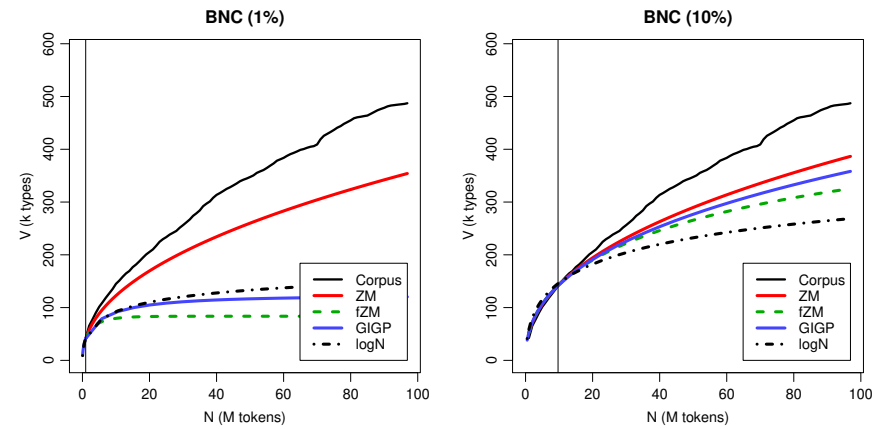 BNC (1%)
V (k types)
600
500
400
300
200
100
0
0 20 40 60 80 100
N (M tokens)
Corpus
ZM
fZM
GIGP
logN
BNC (10%)
V (k types)
600
500
400
300
200
100
0
0 20 40 60 80 100
N (M tokens)
Corpus
ZM
fZM
GIGP
logN